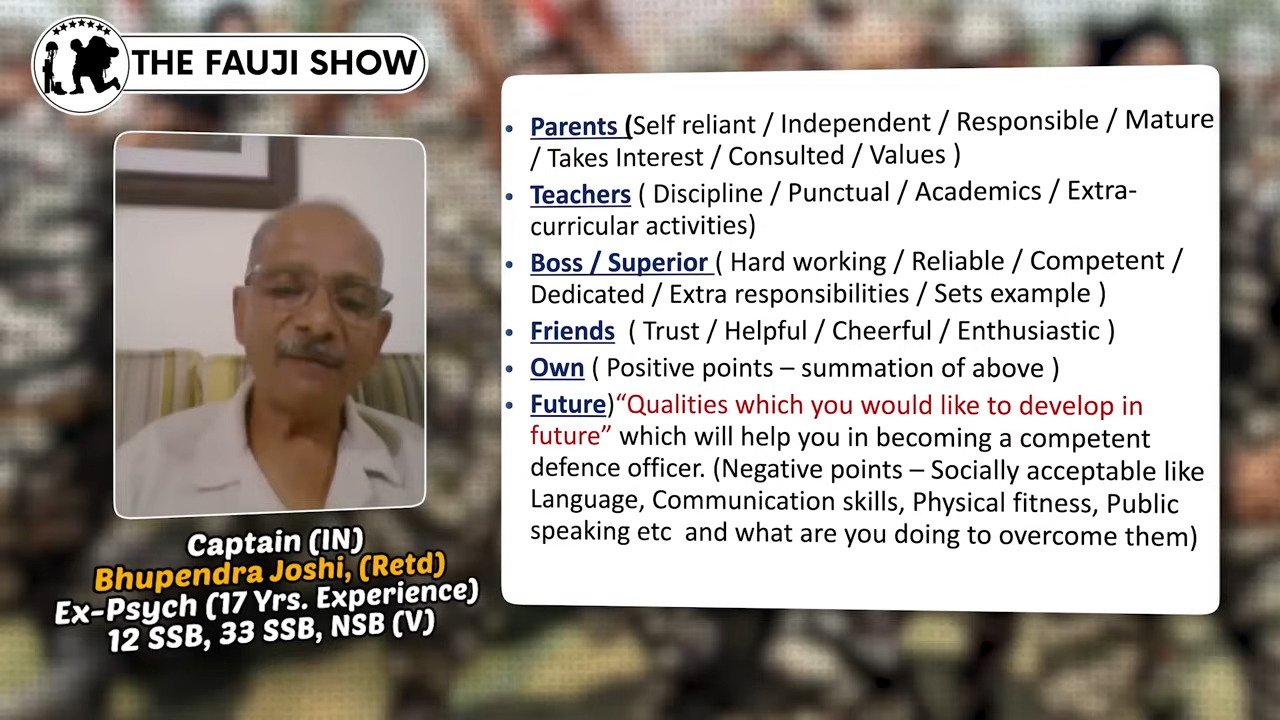 THE FAUJI SHOW
Captain (IN)
Bhupendra Joshi, (Retd)
Ex-Psych (17 Yrs. Experience)
12 SSB, 33 SSB, NSB (V)
• Parents (Self reliant / Independent / Responsible / Mature
/ Takes Interest / Consulted / Values )
• Teachers ( Discipline / Punctual / Academics / Extra-
curricular activities)
• Boss / Superior ( Hard working / Reliable / Competent /
Dedicated / Extra responsibilities / Sets example )
• Friends ( Trust / Helpful / Cheerful / Enthusiastic )
• Own ( Positive points – summation of above )
• Future)“Qualities which you would like to develop in
future” which will help you in becoming a competent
defence officer. (Negative points – Socially acceptable like
Language, Communication skills, Physical fitness, Public
speaking etc and what are you doing to overcome them)